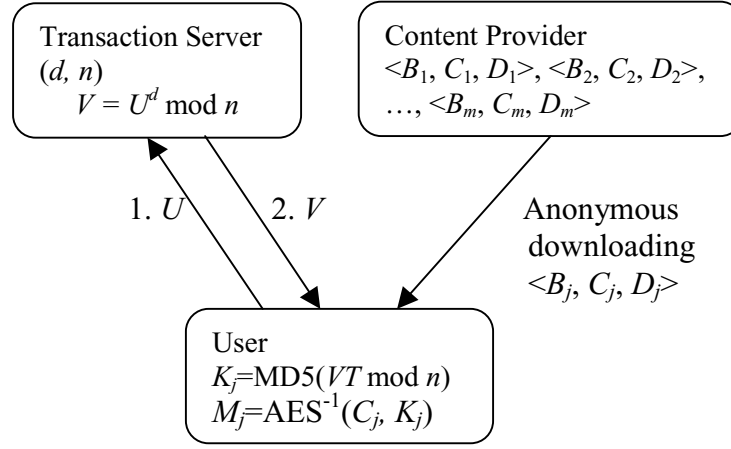 Transaction Server
(d, n)
V = U^d mod n
Content Provider
<B₁, C₁, D₁>, <B₂, C₂, D₂>,
…, <Bₘ, Cₘ, Dₘ>
1. U
2. V
Anonymous
downloading
<Bⱼ, Cⱼ, Dⱼ>
User
Kⱼ=MD5(VT mod n)
Mⱼ=AES⁻¹(Cⱼ, Kⱼ)